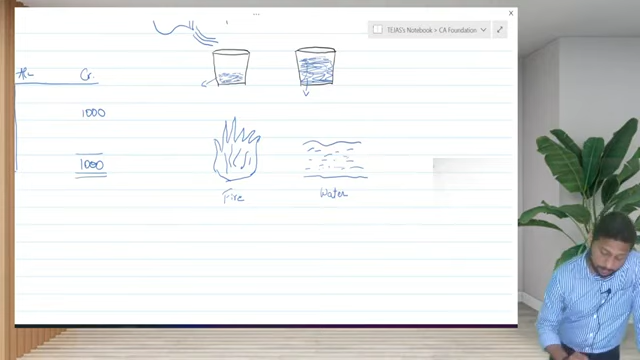 ...
x
TEJAS's Notebook > CA Foundation
Cr.
1000
1000
Fire
Water